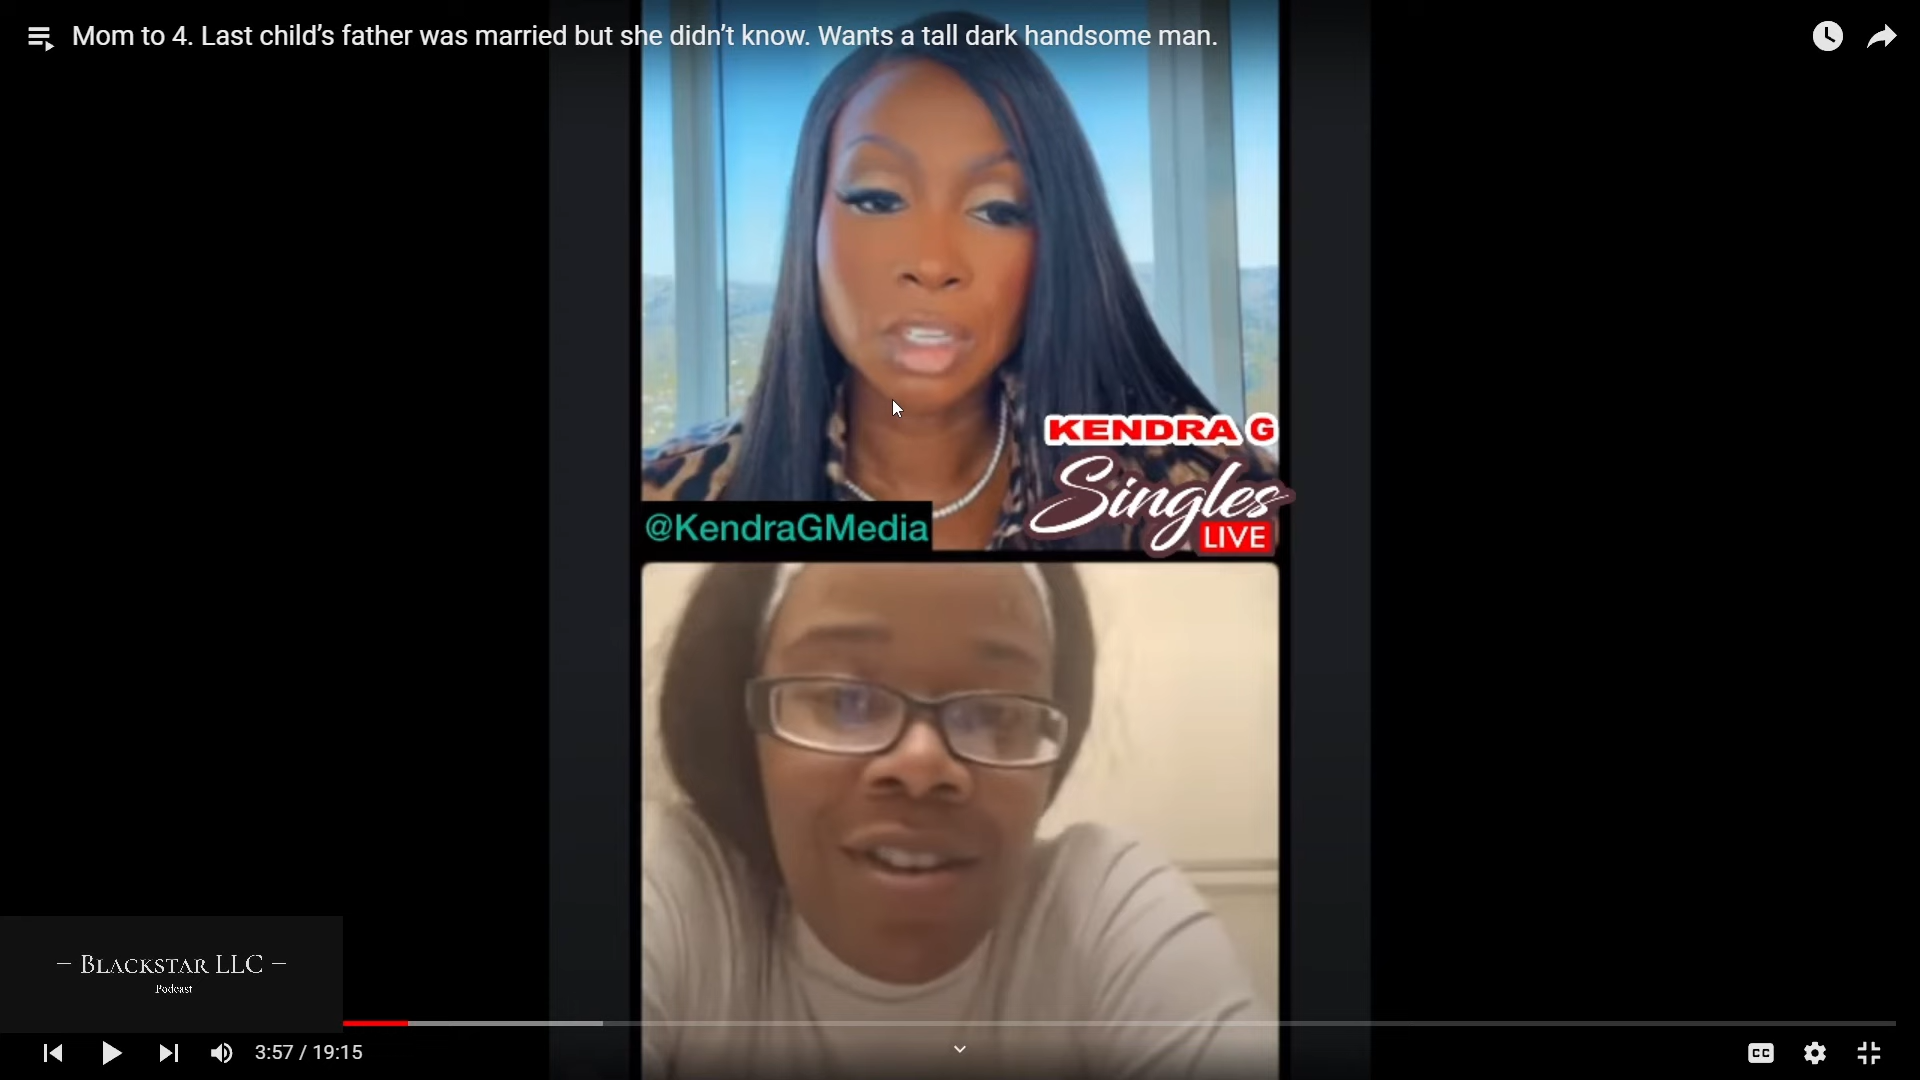 Mom to 4. Last child’s father was married but she didn’t know. Wants a tall dark handsome man.
KENDRA G
Singles
LIVE
@KendraGMedia
– BLACKSTAR LLC –
Podcast
3:57 / 19:15
CC